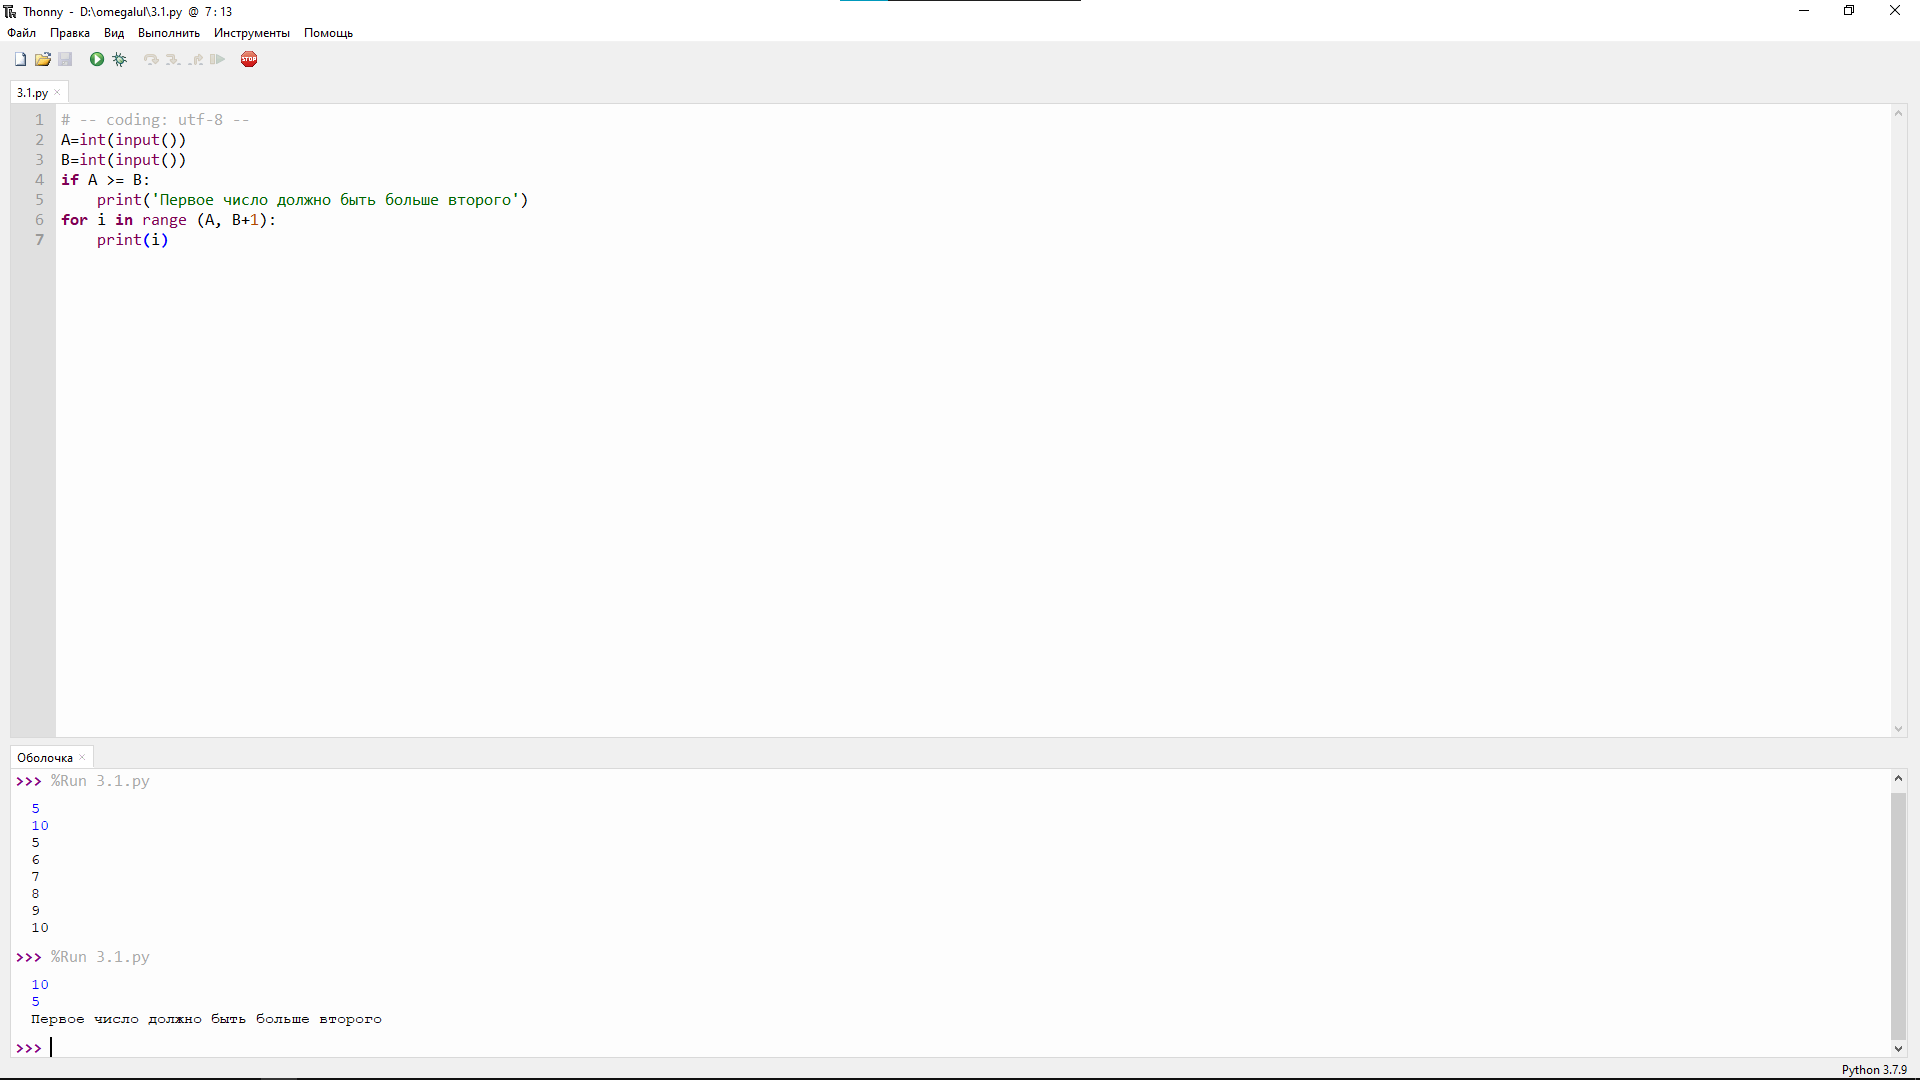 Thonny - D:\omegalul\3.1.py @ 7:13
Файл Правка Вид Выполнить Инструменты Помощь
STOP
3.1.py
1 # -- coding: utf-8 --
2 A=int(input())
3 B=int(input())
4 if A >= B:
5     print('Первое число должно быть больше второго')
6 for i in range (A, B+1):
7     print(i)
Оболочка
>>> %Run 3.1.py
5
10
5
6
7
8
9
10
>>> %Run 3.1.py
10
5
Первое число должно быть больше второго
>>>
Python 3.7.9